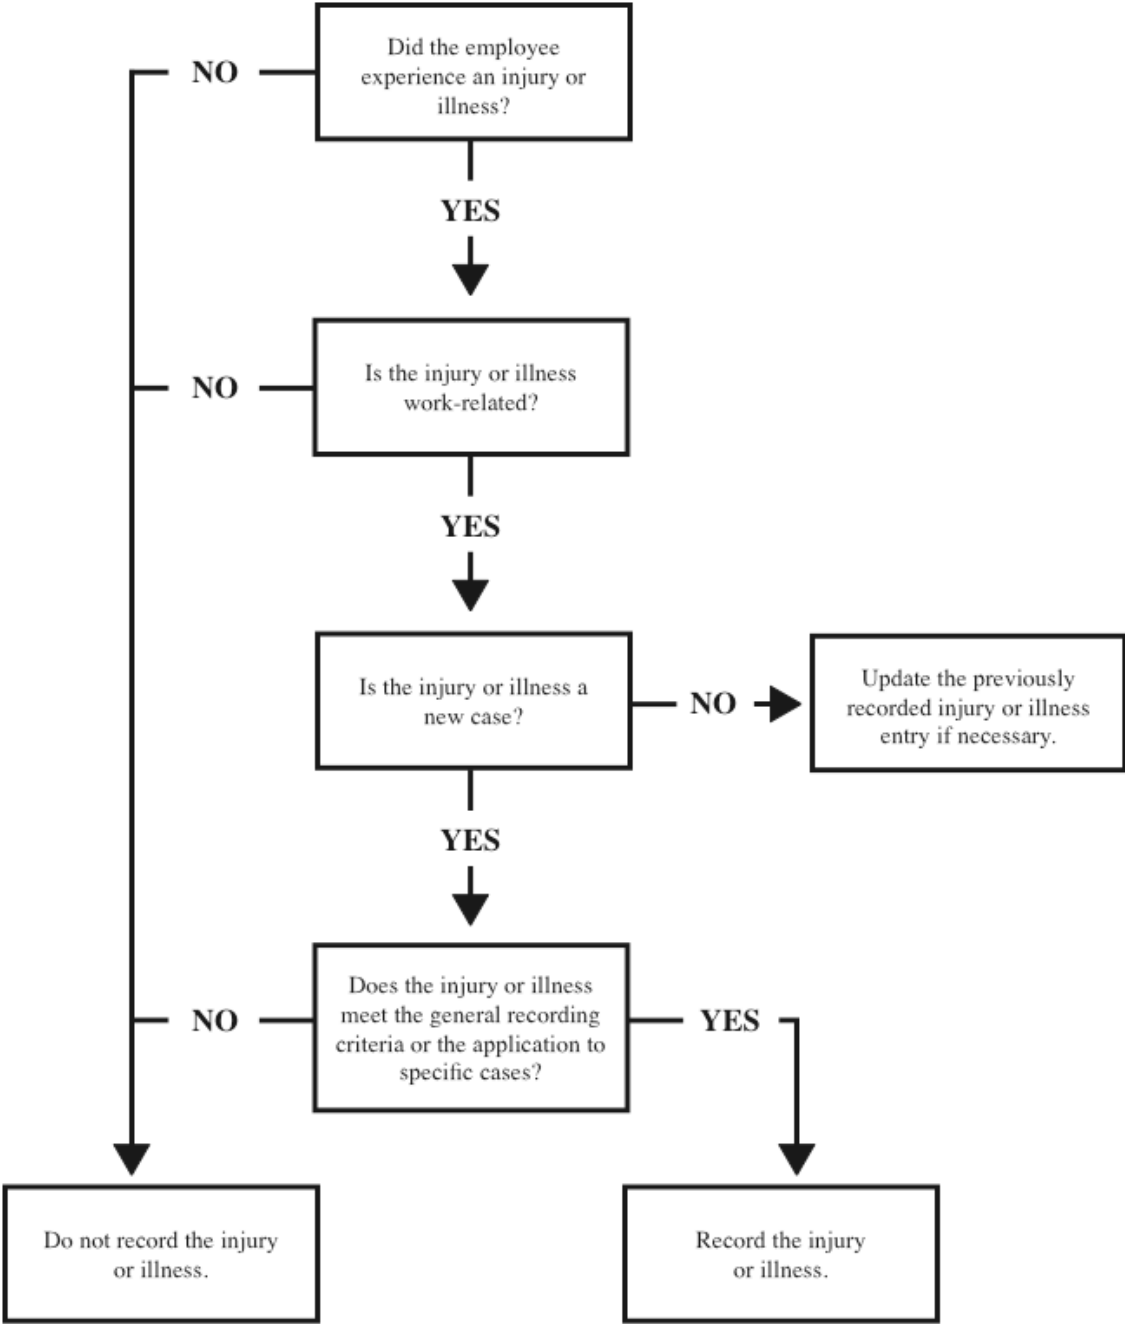 Did the employee
experience an injury or
illness?
NO
YES
Is the injury or illness
work-related?
NO
YES
Is the injury or illness a
new case?
NO
Update the previously
recorded injury or illness
entry if necessary.
YES
Does the injury or illness
meet the general recording
criteria or the application to
specific cases?
NO
YES
Do not record the injury
or illness.
Record the injury
or illness.